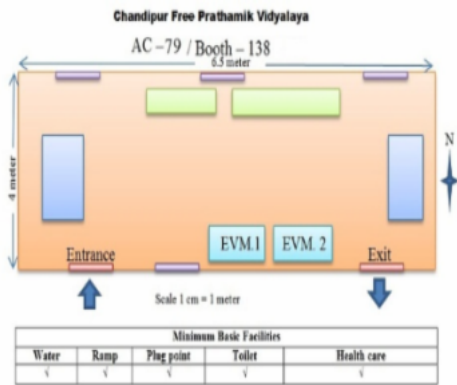 Chandipur Free Prathamik Vidyalaya
AC –79 / Booth – 138
6.5 meter
4 meter
N
EVM.1 EVM. 2
Entrance Exit
Scale 1 cm = 1 meter
Minimum Basic Facilities
Water Ramp Plug point Toilet Health care
√ √ √ √ √